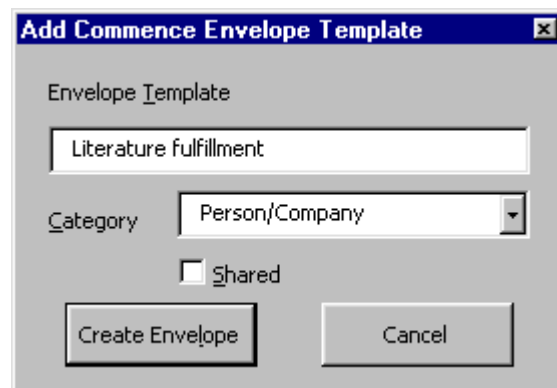 Add Commence Envelope Template
Envelope Template
Literature fulfillment
Category Person/Company
Shared
Create Envelope Cancel